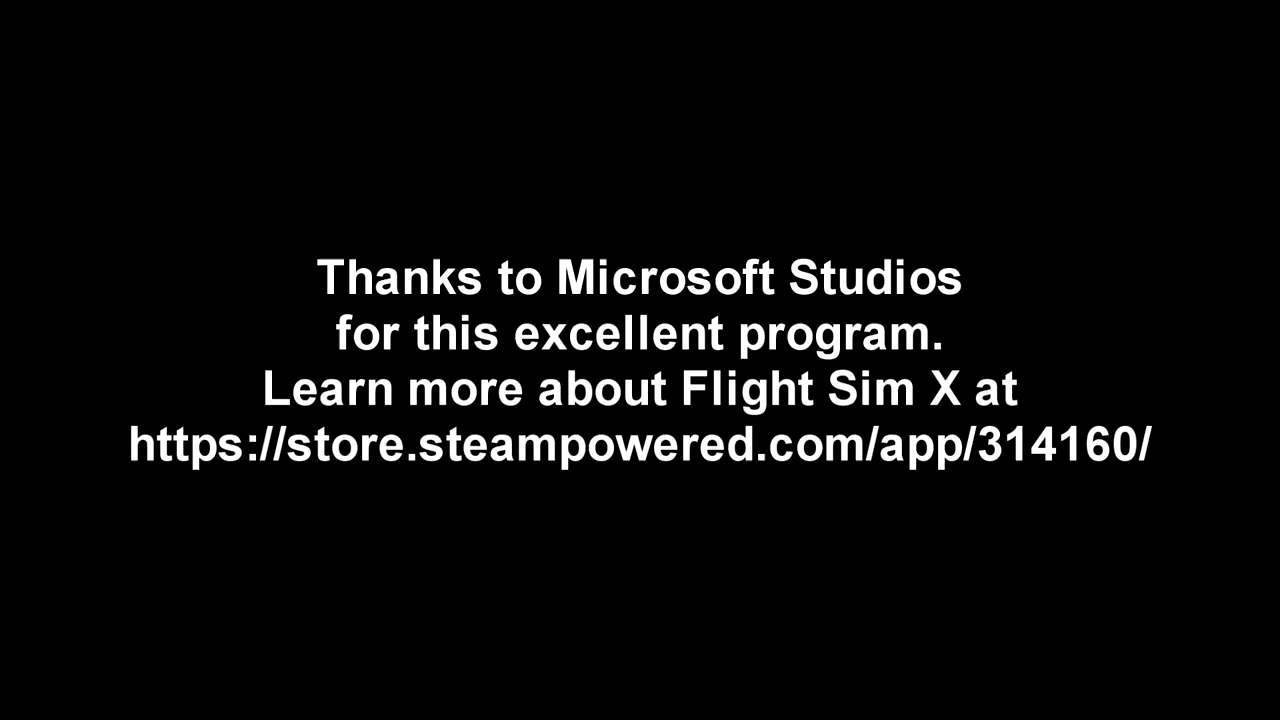 Thanks to Microsoft Studios
for this excellent program.
Learn more about Flight Sim X at
https://store.steampowered.com/app/314160/